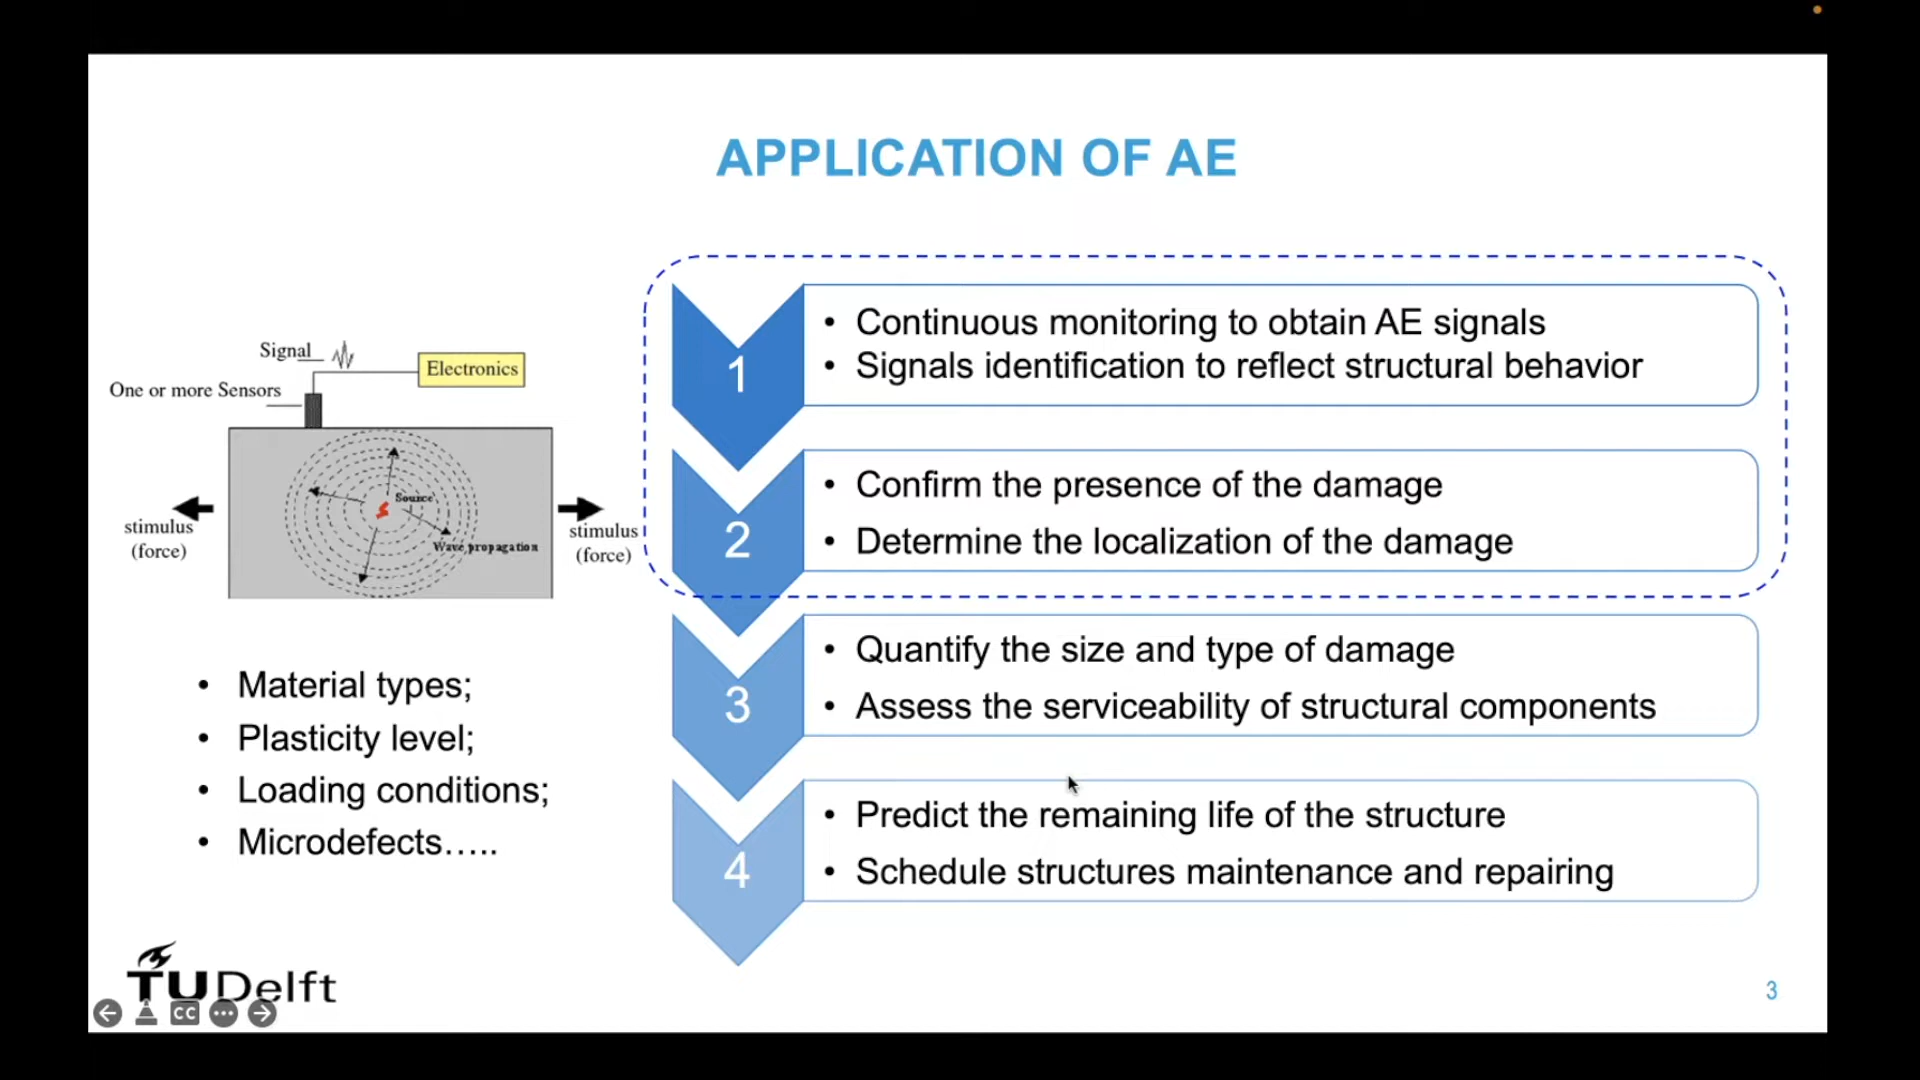 APPLICATION OF AE
Signal
Electronics
One or more Sensors
Source
Wave propagation
stimulus
(force)
stimulus
(force)
• Material types;
• Plasticity level;
• Loading conditions;
• Microdefects…..
1
• Continuous monitoring to obtain AE signals
• Signals identification to reflect structural behavior
2
• Confirm the presence of the damage
• Determine the localization of the damage
3
• Quantify the size and type of damage
• Assess the serviceability of structural components
4
• Predict the remaining life of the structure
• Schedule structures maintenance and repairing
TU Delft
CC
3